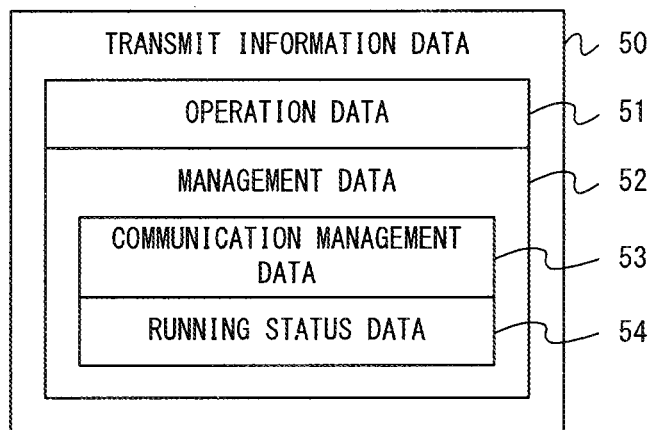 TRANSMIT INFORMATION DATA 50
OPERATION DATA 51
MANAGEMENT DATA 52
COMMUNICATION MANAGEMENT
DATA 53
RUNNING STATUS DATA 54